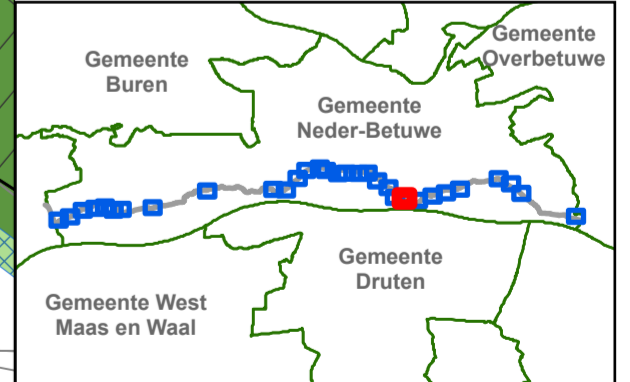 Gemeente
Buren
Gemeente
Overbetuwe
Gemeente
Neder-Betuwe
Gemeente
Druten
Gemeente West
Maas en Waal